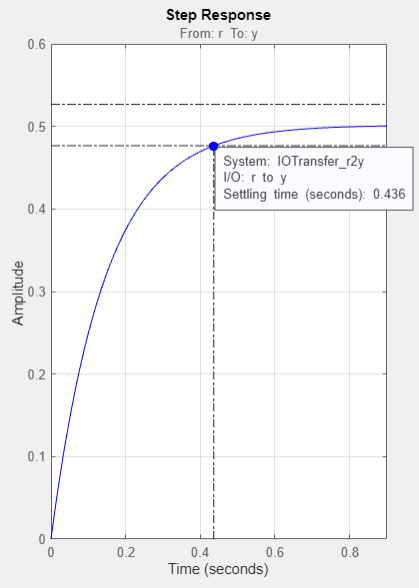 Step Response
From: r To: y
0.6
0.5
0.4
0.3
0.2
0.1
0
Amplitude
System: IOTransfer_r2y
I/O: r to y
Settling time (seconds): 0.436
0 0.2 0.4 0.6 0.8
Time (seconds)